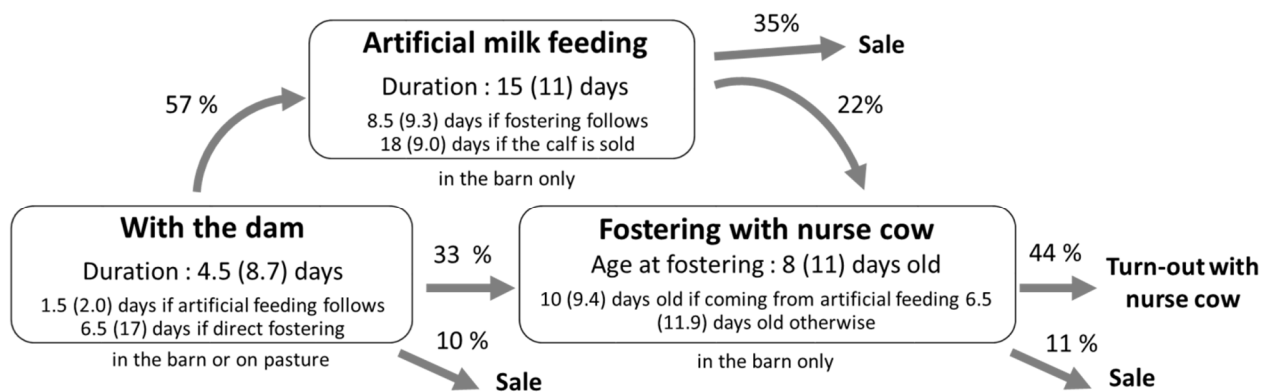 Artificial milk feeding
Duration : 15 (11) days
8.5 (9.3) days if fostering follows
18 (9.0) days if the calf is sold
in the barn only
35%
Sale
57 %
22%
With the dam
Duration : 4.5 (8.7) days
1.5 (2.0) days if artificial feeding follows
6.5 (17) days if direct fostering
in the barn or on pasture
33 %
10 %
Sale
Fostering with nurse cow
Age at fostering : 8 (11) days old
10 (9.4) days old if coming from artificial feeding 6.5
(11.9) days old otherwise
in the barn only
44 %
Turn-out with
nurse cow
11 %
Sale